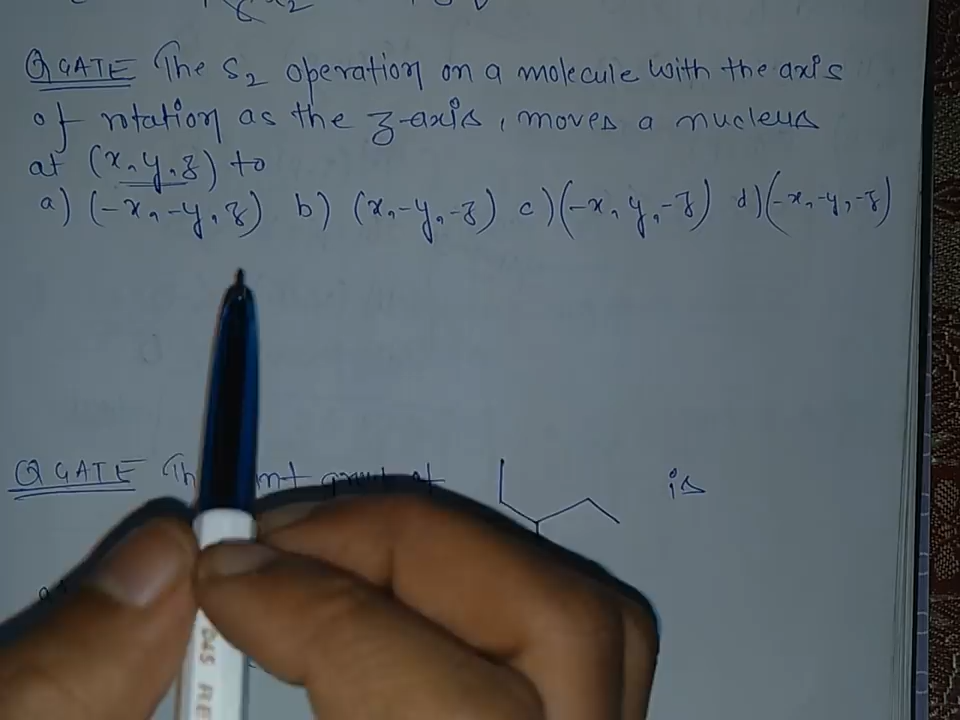 Q GATE The S₂ operation on a molecule with the axis
of rotation as the z-axis, moves a nucleus
at (x, y, z) to
a) (-x, -y, z) b) (x, -y, -z) c) (-x, y, -z) d) (-x, -y, -z)
Q GATE of is